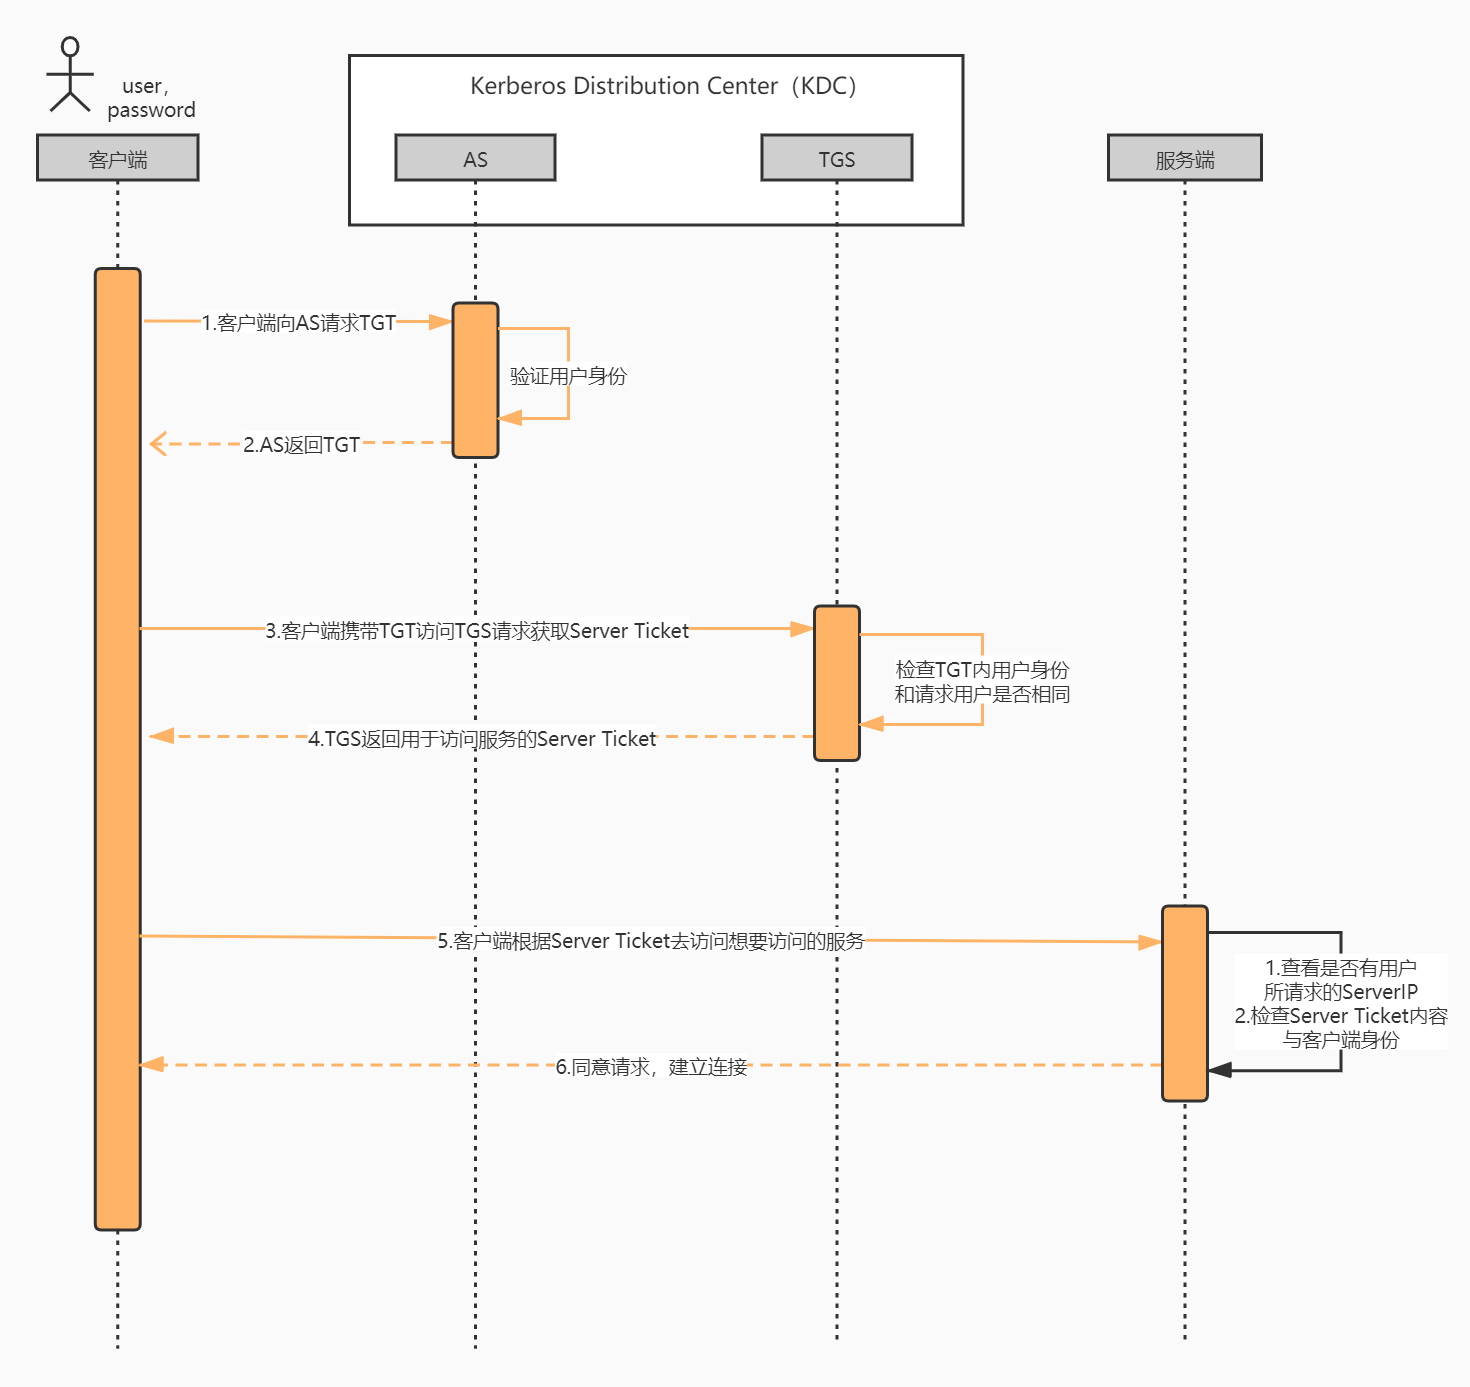 user，
password
Kerberos Distribution Center（KDC）
客户端
AS
TGS
服务端
1.客户端向AS请求TGT
验证用户身份
2.AS返回TGT
3.客户端携带TGT访问TGS请求获取Server Ticket
检查TGT内用户身份
和请求用户是否相同
4.TGS返回用于访问服务的Server Ticket
5.客户端根据Server Ticket去访问想要访问的服务
1.查看是否有用户
所请求的ServerIP
2.检查Server Ticket内容
与客户端身份
6.同意请求，建立连接